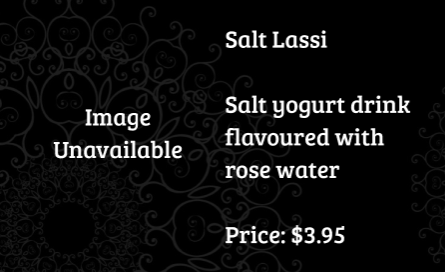 Salt Lassi
Image
Unavailable
Salt yogurt drink
flavoured with
rose water
Price: $3.95